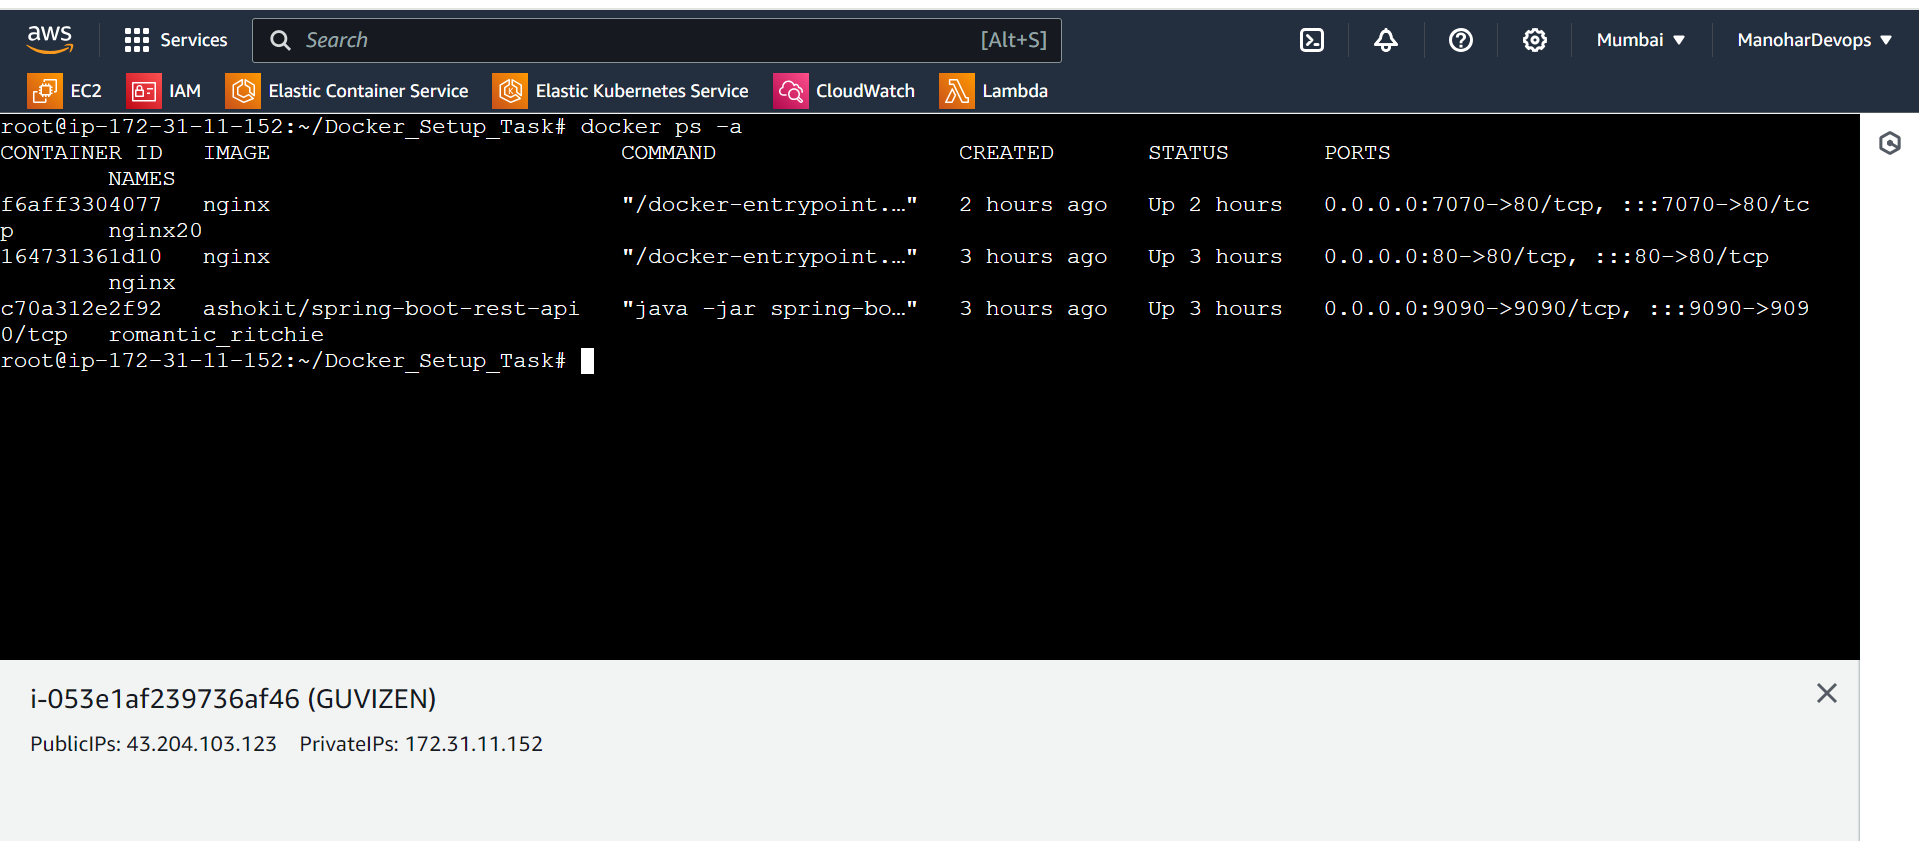 aws Services Search [Alt+S] Mumbai ▼ ManoharDevops ▼
EC2 IAM Elastic Container Service Elastic Kubernetes Service CloudWatch Lambda
root@ip-172-31-11-152:~/Docker_Setup_Task# docker ps -a
CONTAINER ID   IMAGE                          COMMAND                  CREATED       STATUS       PORTS
        NAMES
f6aff3304077   nginx                          "/docker-entrypoint.…"   2 hours ago   Up 2 hours   0.0.0.0:7070->80/tcp, :::7070->80/tc
p       nginx20
164731361d10   nginx                          "/docker-entrypoint.…"   3 hours ago   Up 3 hours   0.0.0.0:80->80/tcp, :::80->80/tcp
        nginx
c70a312e2f92   ashokit/spring-boot-rest-api   "java -jar spring-bo…"   3 hours ago   Up 3 hours   0.0.0.0:9090->9090/tcp, :::9090->909
0/tcp   romantic_ritchie
root@ip-172-31-11-152:~/Docker_Setup_Task#
i-053e1af239736af46 (GUVIZEN)
PublicIPs: 43.204.103.123 PrivateIPs: 172.31.11.152